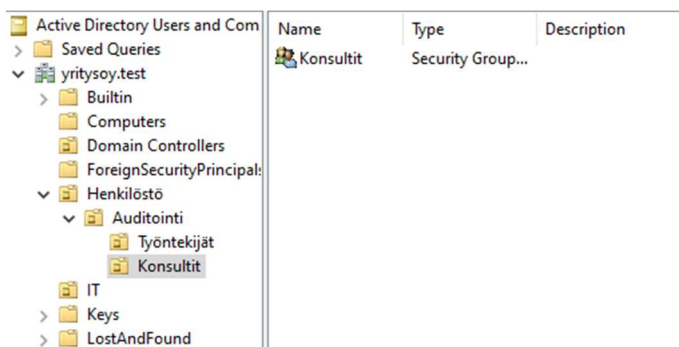 Active Directory Users and Com
Saved Queries
yritysoy.test
Builtin
Computers
Domain Controllers
ForeignSecurityPrincipals
Henkilöstö
Auditointi
Työntekijät
Konsultit
IT
Keys
LostAndFound
Name Type Description
Konsultit Security Group...